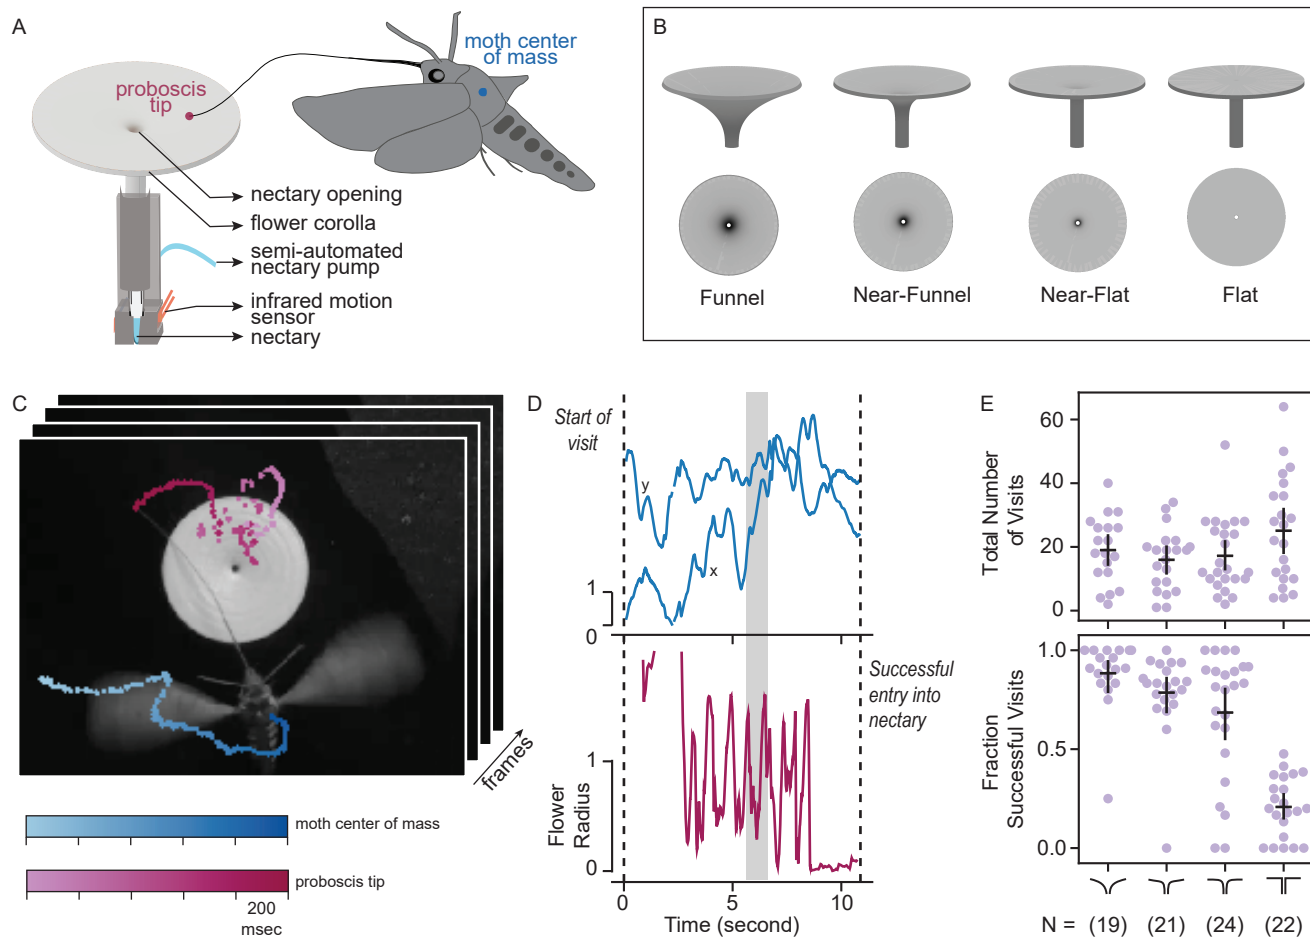 A
proboscis
tip
moth center
of mass
nectary opening
flower corolla
semi-automated
nectary pump
infrared motion
sensor
nectary
B
Funnel
Near-Funnel
Near-Flat
Flat
C
frames
moth center of mass
proboscis tip
200
msec
D
Start of
visit
y
x
1
0
Successful
entry into
nectary
1
0
Flower
Radius
0
5
10
Time (second)
E
Total Number
of Visits
60
40
20
0
Fraction
Successful Visits
1.0
0.5
0.0
N = (19) (21) (24) (22)